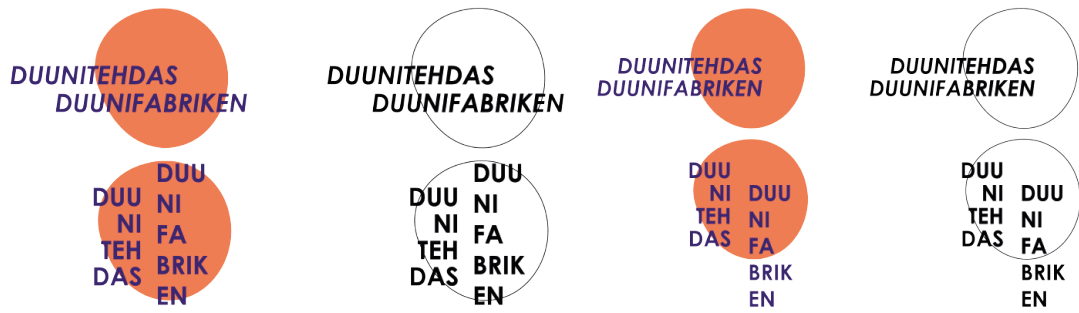 DUUNITEHDAS
DUUNIFABRIKEN
DUUNITEHDAS
DUUNIFABRIKEN
DUUNITEHDAS
DUUNIFABRIKEN
DUUNITEHDAS
DUUNIFABRIKEN
DUU
NI
TEH
DAS
DUU
NI
FA
BRIK
EN
DUU
NI
TEH
DAS
DUU
NI
FA
BRIK
EN
DUU
NI
TEH
DAS
DUU
NI
FA
BRIK
EN
DUU
NI
TEH
DAS
DUU
NI
FA
BRIK
EN